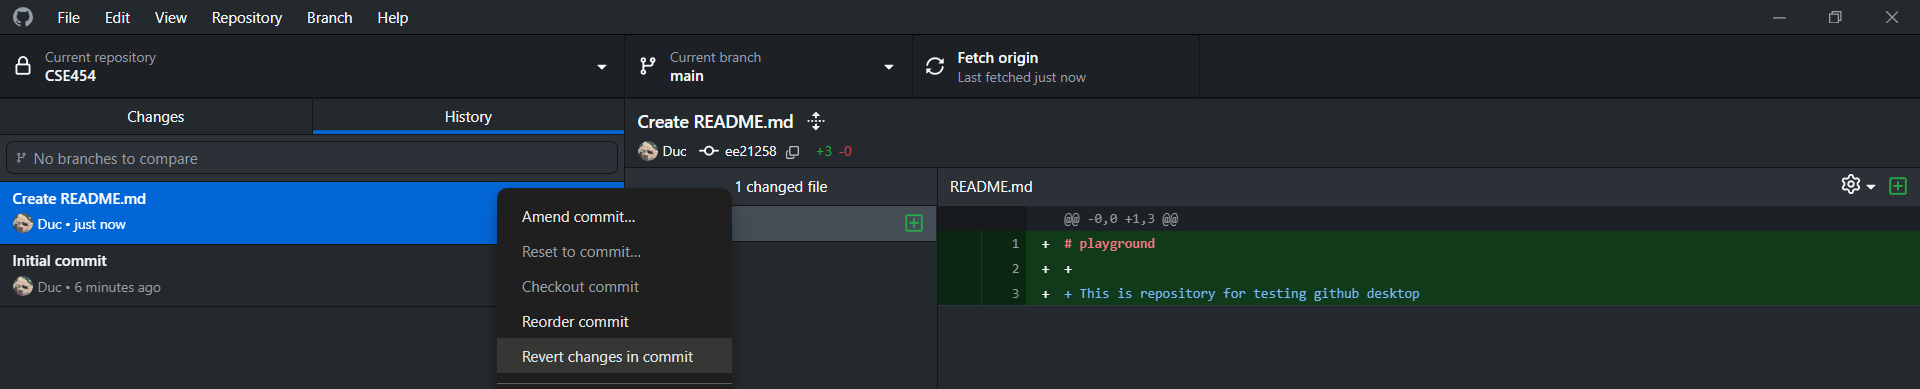 File Edit View Repository Branch Help
Current repository
CSE454
Current branch
main
Fetch origin
Last fetched just now
Changes
History
No branches to compare
Create README.md
Duc • just now
Initial commit
Duc • 6 minutes ago
Amend commit...
Reset to commit...
Checkout commit
Reorder commit
Revert changes in commit
Create README.md
Duc ee21258 +3 -0
1 changed file
README.md
@@ -0,0 +1,3 @@
1 + # playground
2 + +
3 + + This is repository for testing github desktop